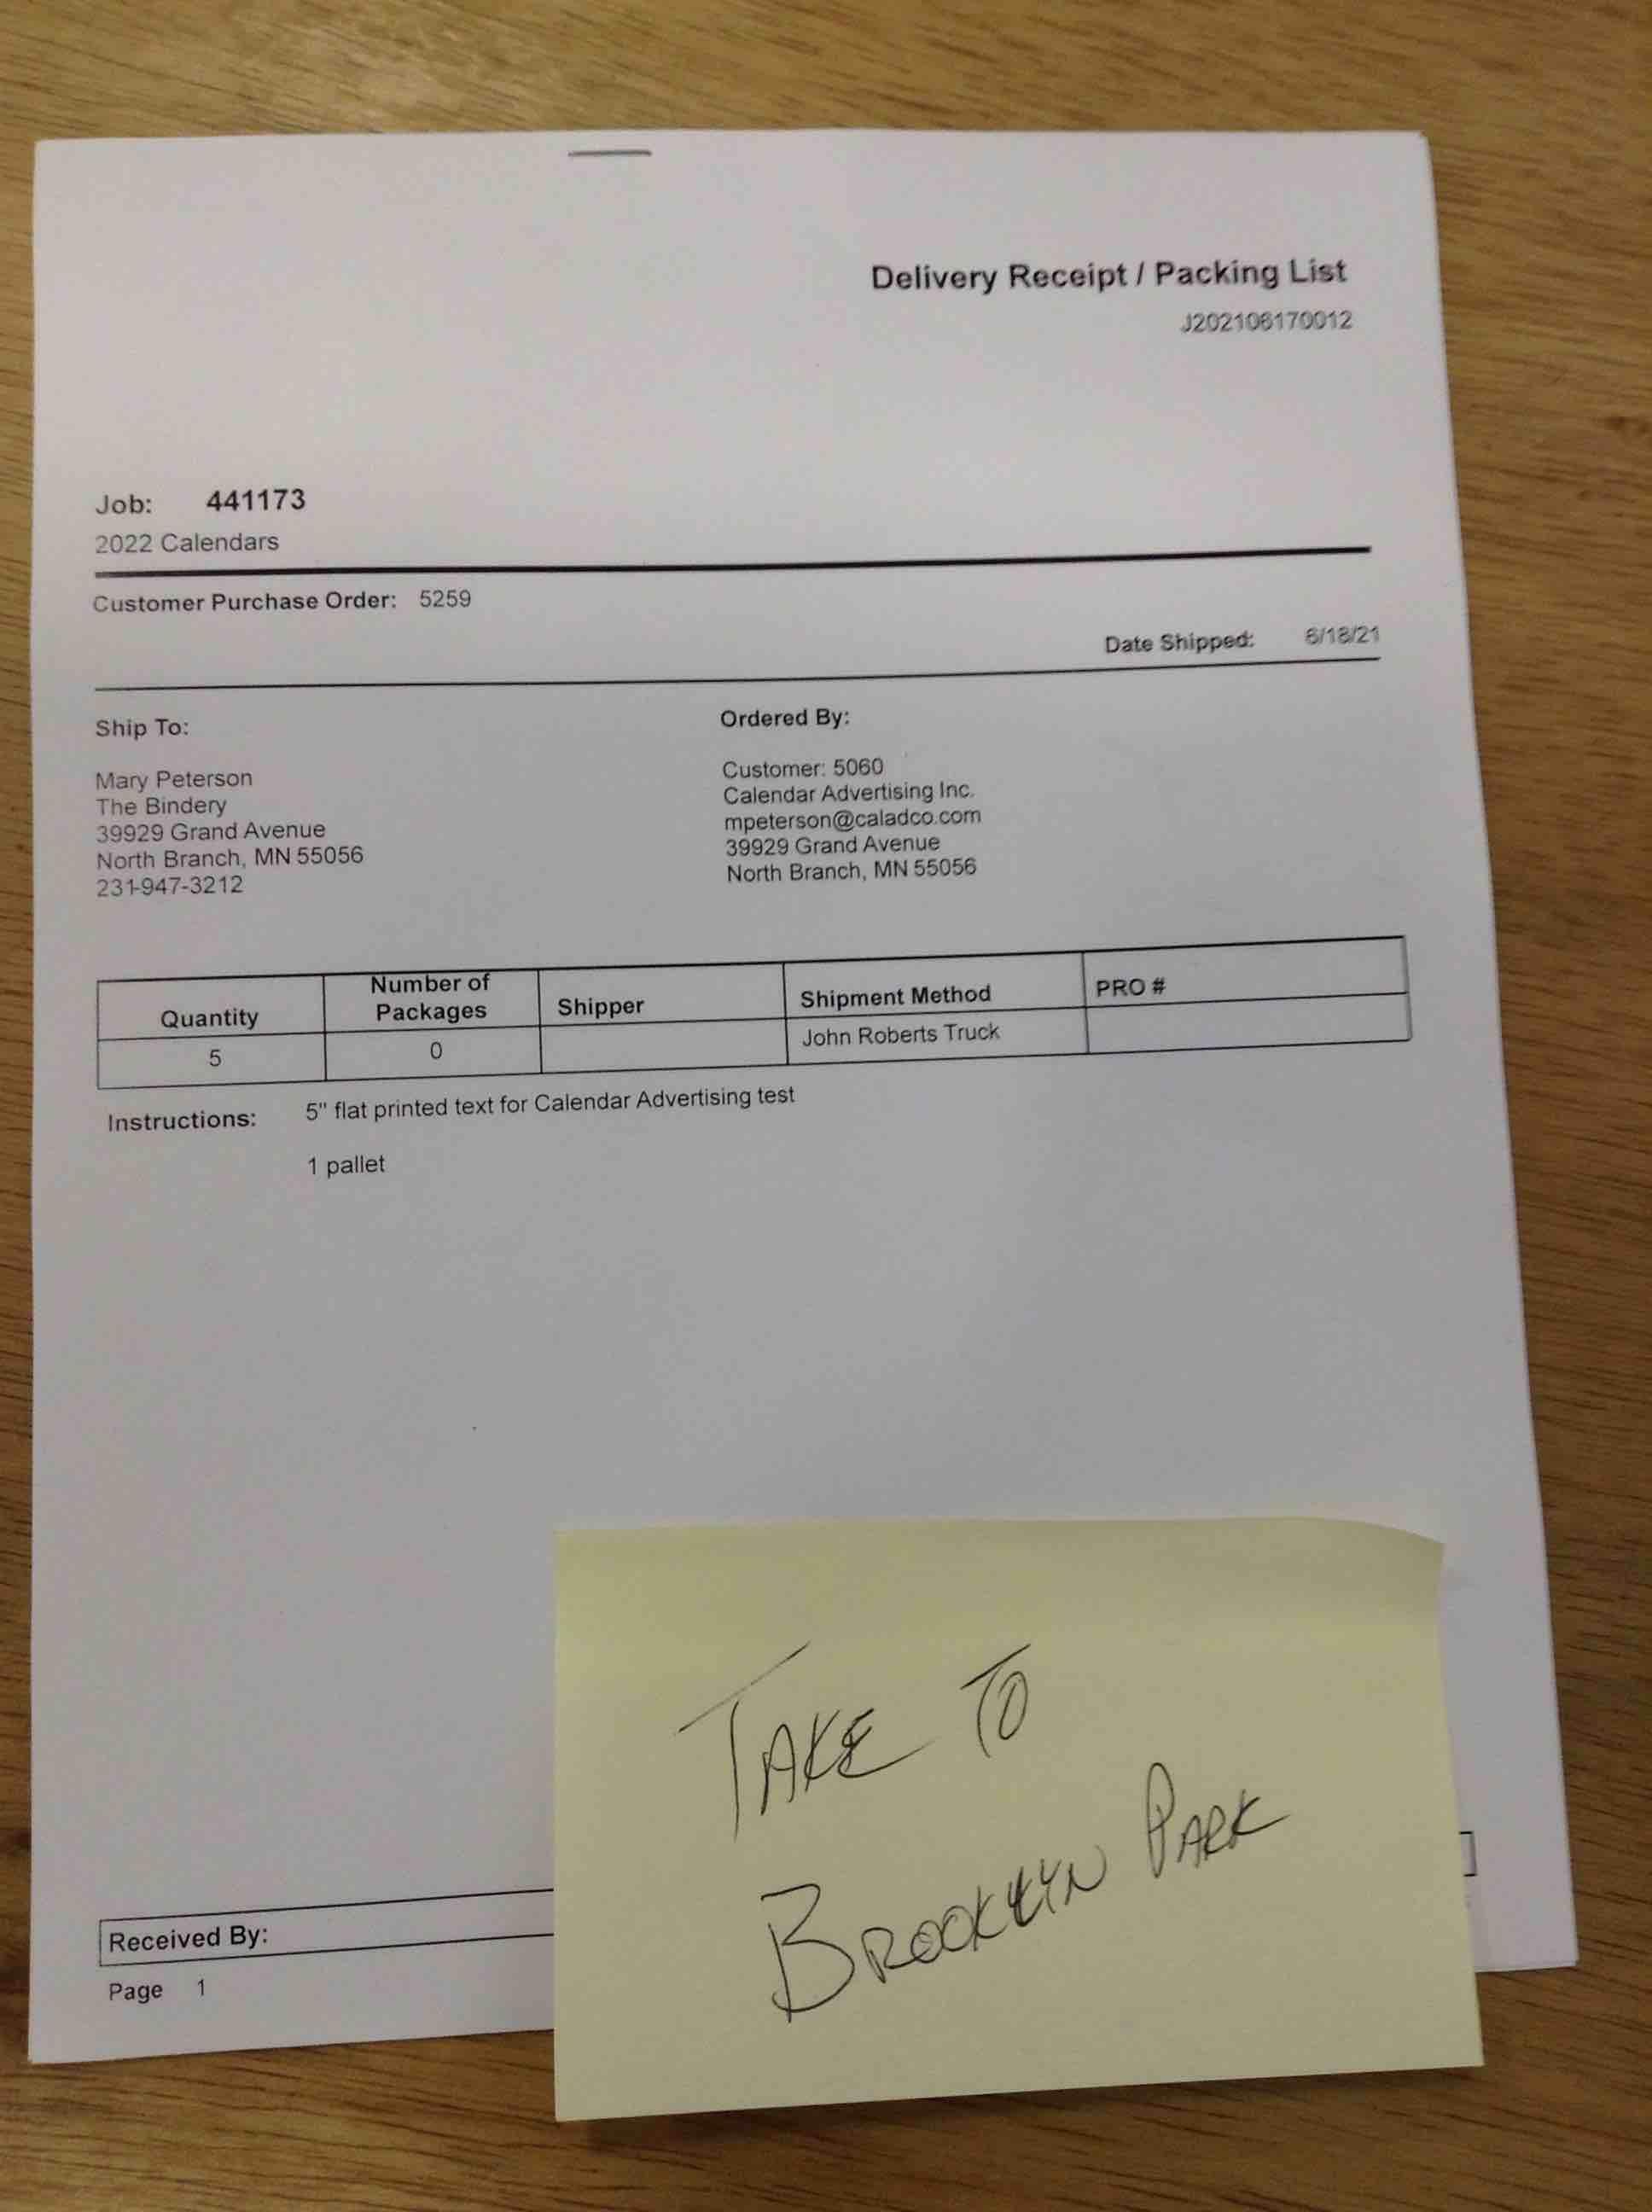 Delivery Receipt / Packing List
J202106170012
Job: 441173
2022 Calendars
Customer Purchase Order: 5259
Date Shipped: 6/18/21
Ship To:
Mary Peterson
The Bindery
39929 Grand Avenue
North Branch, MN 55056
231-947-3212
Ordered By:
Customer: 5060
Calendar Advertising Inc.
mpeterson@caladco.com
39929 Grand Avenue
North Branch, MN 55056
Quantity Number of Packages Shipper Shipment Method PRO #
5 0 John Roberts Truck
Instructions: 5" flat printed text for Calendar Advertising test
1 pallet
Received By:
Page 1
TAKE TO
BROOKLYN PARK